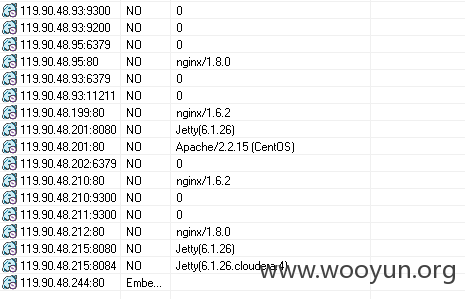 119.90.48.93:9300 NO 0
119.90.48.93:9200 NO 0
119.90.48.95:6379 NO 0
119.90.48.95:80 NO nginx/1.8.0
119.90.48.93:6379 NO 0
119.90.48.93:11211 NO 0
119.90.48.199:80 NO nginx/1.6.2
119.90.48.201:8080 NO Jetty(6.1.26)
119.90.48.201:80 NO Apache/2.2.15 (CentOS)
119.90.48.202:6379 NO 0
119.90.48.210:80 NO nginx/1.6.2
119.90.48.210:9300 NO 0
119.90.48.211:9300 NO 0
119.90.48.212:80 NO nginx/1.8.0
119.90.48.215:8080 NO Jetty(6.1.26)
119.90.48.215:8084 NO Jetty(6.1.26.cloudera.4)
119.90.48.244:80 Embe...
www.wooyun.org